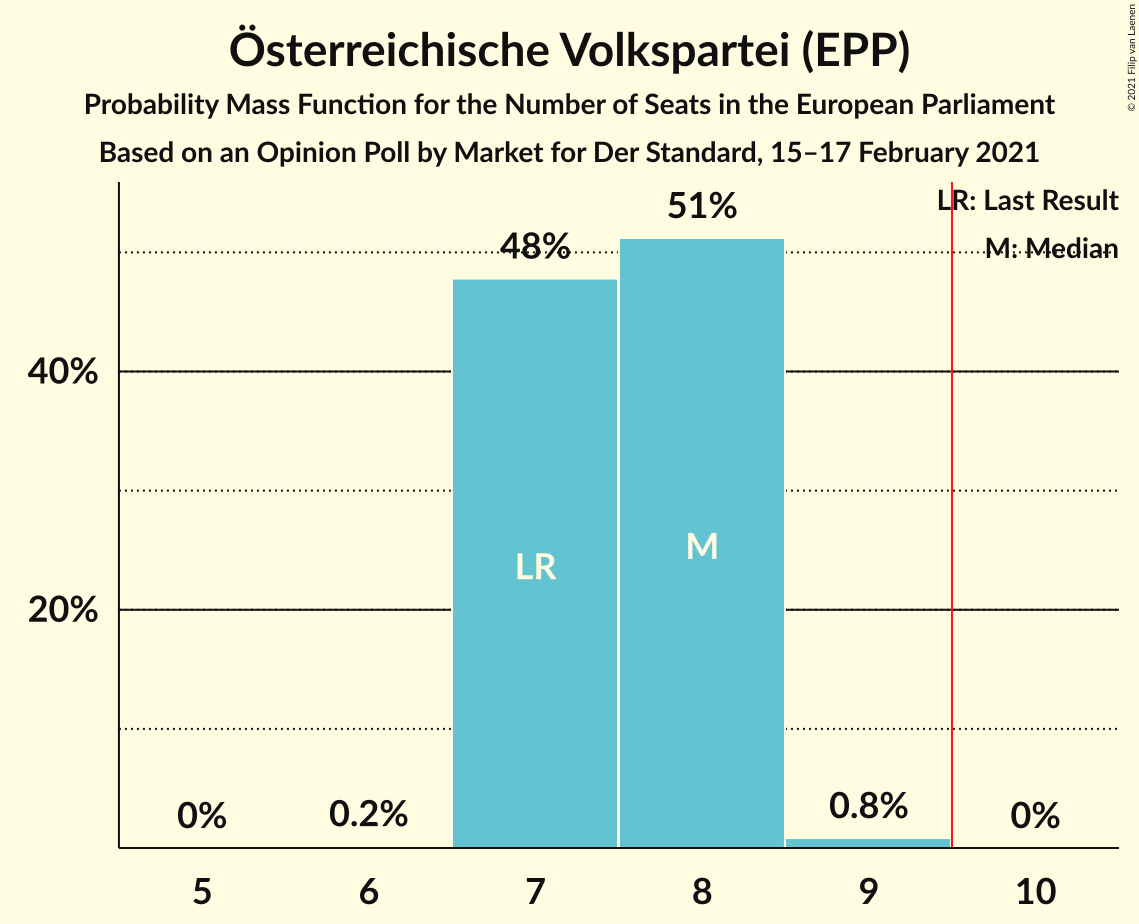 Österreichische Volkspartei (EPP)
Probability Mass Function for the Number of Seats in the European Parliament
Based on an Opinion Poll by Market for Der Standard, 15–17 February 2021
© 2021 Filip van Laenen
LR: Last Result
M: Median
51%
48%
40%
20%
LR
M
0%
0.2%
0.8%
0%
5
6
7
8
9
10